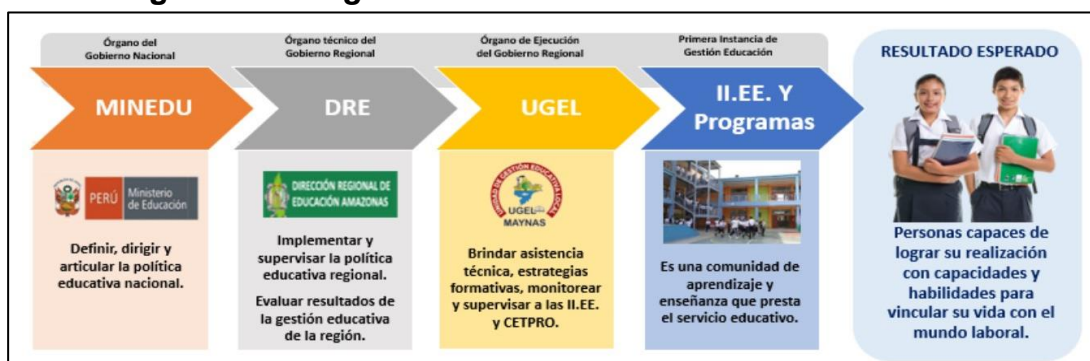 Órgano del
Gobierno Nacional
MINEDU
PERÚ
Ministerio
de Educación
Definir, dirigir y
articular la política
educativa nacional.
Órgano técnico del
Gobierno Regional
DRE
DIRECCIÓN REGIONAL DE
EDUCACIÓN AMAZONAS
Implementar y
supervisar la política
educativa regional.
Evaluar resultados de
la gestión educativa
de la región.
Órgano de Ejecución
del Gobierno Regional
UGEL
UNIDAD DE GESTIÓN EDUCATIVA LOCAL
UGEL
MAYNAS
Brindar asistencia
técnica, estrategias
formativas, monitorear
y supervisar a las II.EE.
y CETPRO.
Primera Instancia de
Gestión Educación
II.EE. Y
Programas
Es una comunidad de
aprendizaje y
enseñanza que presta
el servicio educativo.
RESULTADO ESPERADO
Personas capaces de
lograr su realización
con capacidades y
habilidades para
vincular su vida con el
mundo laboral.